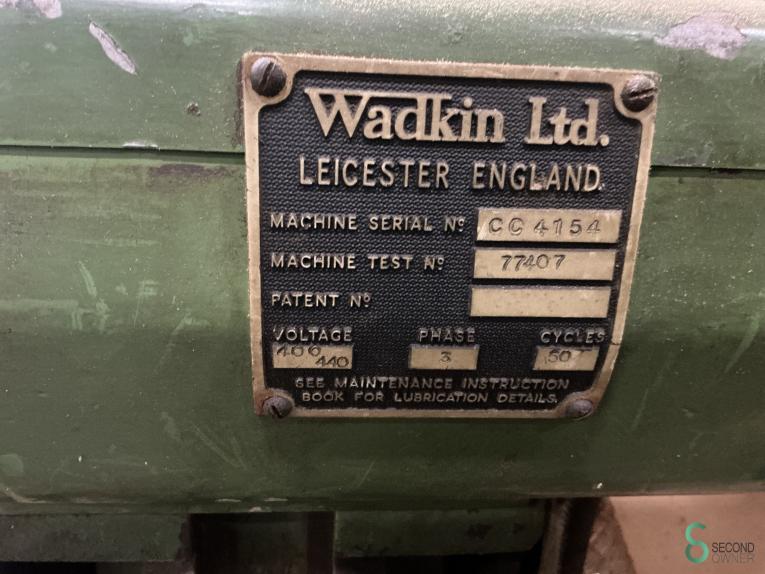 Wadkin Ltd.
LEICESTER ENGLAND.
MACHINE SERIAL Nº CC 4154
MACHINE TEST Nº 77407
PATENT Nº
VOLTAGE PHASE CYCLES
400 440 3 50
SEE MAINTENANCE INSTRUCTION
BOOK FOR LUBRICATION DETAILS.
SECOND
OWNER